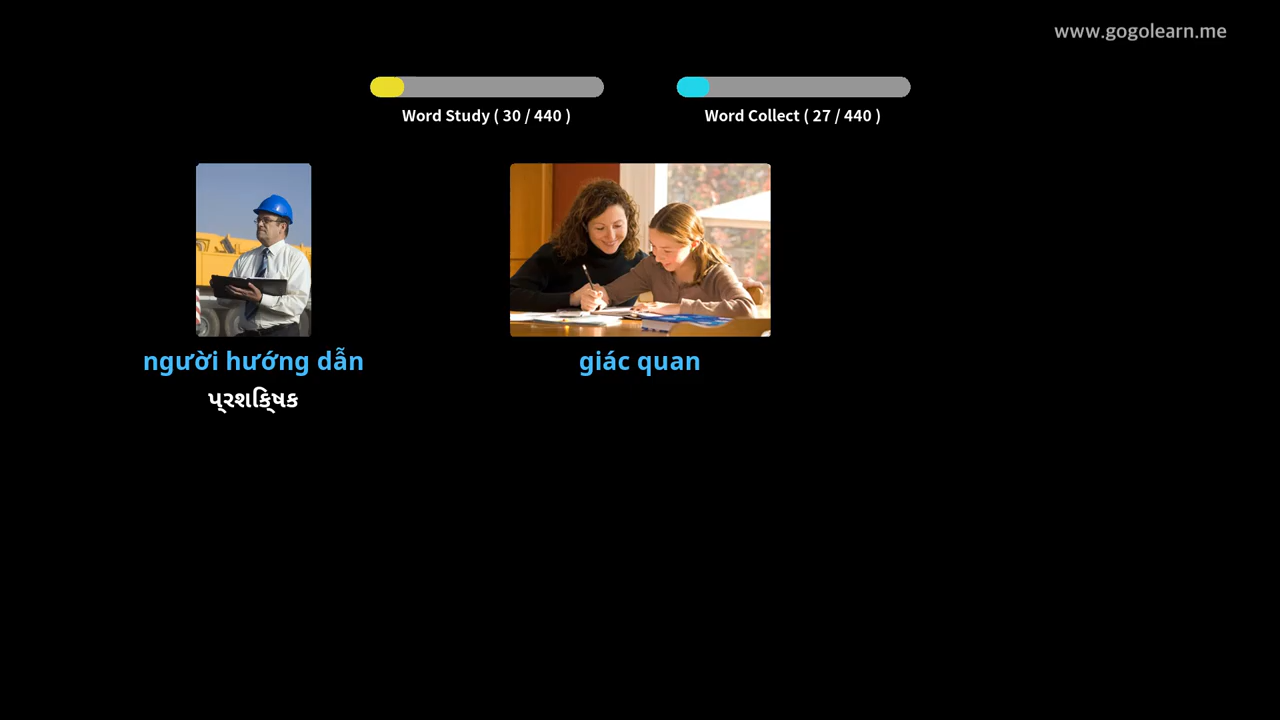 www.gogolearn.me
Word Study ( 30 / 440 )
Word Collect ( 27 / 440 )
người hướng dẫn
પ્રશિક્ષક
giác quan